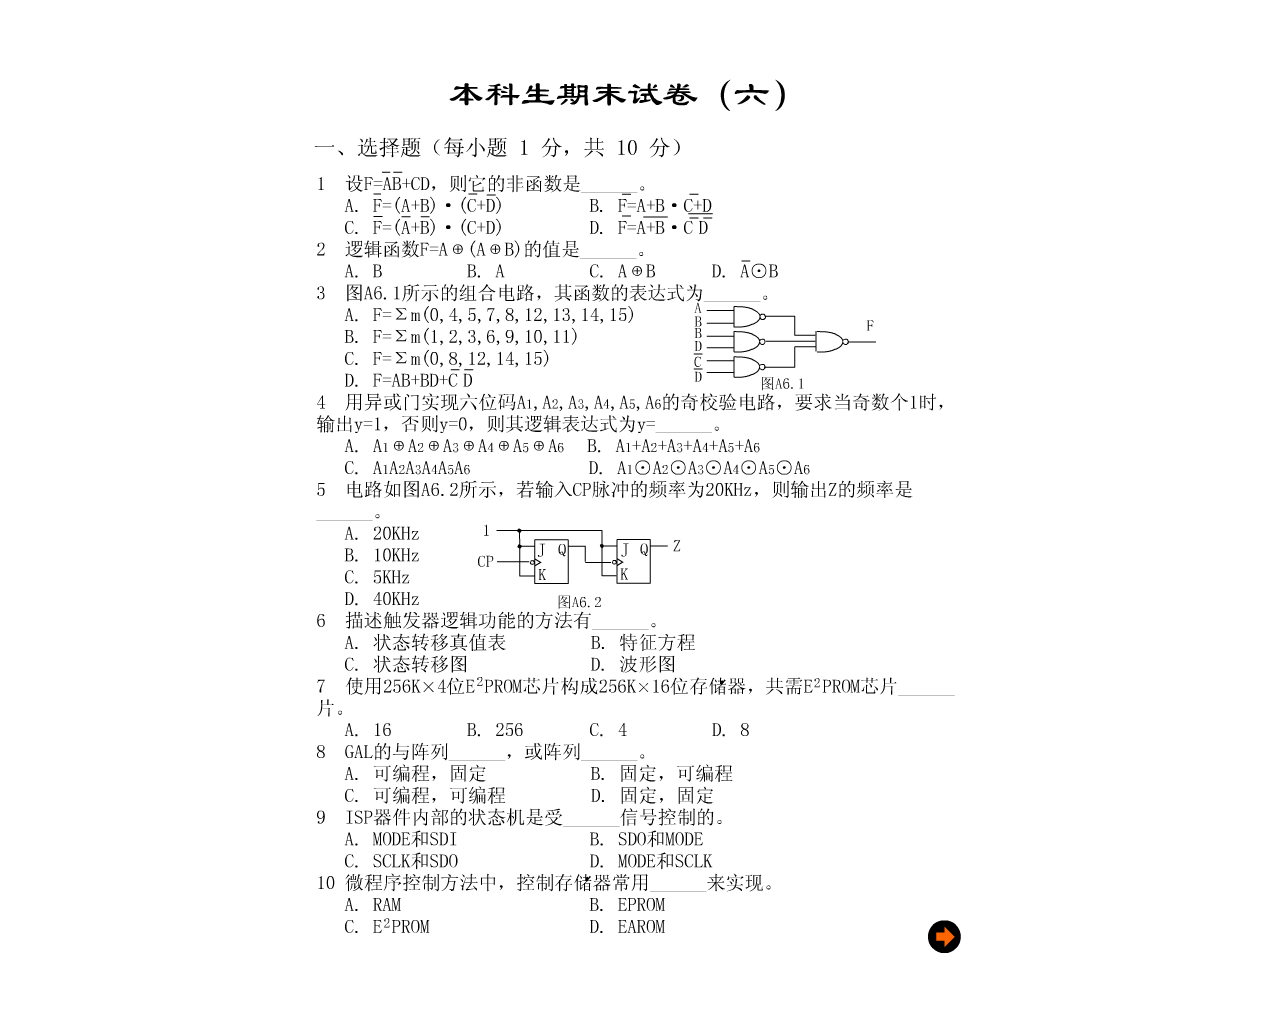 本科生期末试卷（六）
一、选择题（每小题 1 分，共 10 分）
1 设F=A̅B̅+CD，则它的非函数是______。
A. F̅=(A+B)·(C̅+D̅) B. F̅=A+B·C̅+D
C. F̅=(A̅+B̅)·(C+D) D. F̅=A̅+̅B̅·C̅ D̅
2 逻辑函数F=A⊕(A⊕B)的值是______。
A. B B. A C. A⊕B D. A̅⊙B
3 图A6.1所示的组合电路，其函数的表达式为______。
A. F=Σm(0,4,5,7,8,12,13,14,15)
B. F=Σm(1,2,3,6,9,10,11)
C. F=Σm(0,8,12,14,15)
D. F=AB+BD+C̅ D̅
A
B
B
D
C̅
D̅
F
图A6.1
4 用异或门实现六位码A1,A2,A3,A4,A5,A6的奇校验电路，要求当奇数个1时，
输出y=1，否则y=0，则其逻辑表达式为y=______。
A. A1⊕A2⊕A3⊕A4⊕A5⊕A6 B. A1+A2+A3+A4+A5+A6
C. A1A2A3A4A5A6 D. A1⊙A2⊙A3⊙A4⊙A5⊙A6
5 电路如图A6.2所示，若输入CP脉冲的频率为20KHz，则输出Z的频率是
______。
A. 20KHz
B. 10KHz
C. 5KHz
D. 40KHz
1
J Q J Q Z
CP
K K
图A6.2
6 描述触发器逻辑功能的方法有______。
A. 状态转移真值表 B. 特征方程
C. 状态转移图 D. 波形图
7 使用256K×4位E²PROM芯片构成256K×16位存储器，共需E²PROM芯片______
片。
A. 16 B. 256 C. 4 D. 8
8 GAL的与阵列______，或阵列______。
A. 可编程，固定 B. 固定，可编程
C. 可编程，可编程 D. 固定，固定
9 ISP器件内部的状态机是受______信号控制的。
A. MODE和SDI B. SDO和MODE
C. SCLK和SDO D. MODE和SCLK
10 微程序控制方法中，控制存储器常用______来实现。
A. RAM B. EPROM
C. E²PROM D. EAROM